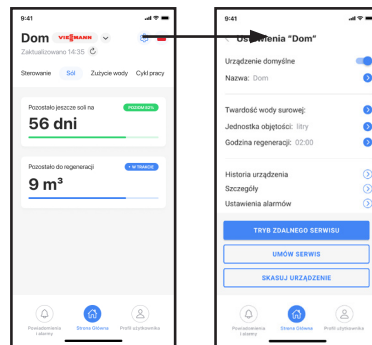 9:41
Dom VIESMANN
Zaktualizowano 14:35
Sterowanie Sól Zużycie wody Cykl pracy
Pozostało jeszcze soli na POZIOM 82%
56 dni
Pozostało do regeneracji • W TRAKCIE
9 m³
Powiadomienia i alarmy
Strona Główna
Profil użytkownika
9:41
Ustawienia "Dom"
Urządzenie domyślne
Nazwa: Dom
Twardość wody surowej:
Jednostka objętości: litry
Godzina regeneracji: 02:00
Historia urządzenia
Szczegóły
Ustawienia alarmów
TRYB ZDALNEGO SERWISU
UMÓW SERWIS
SKASUJ URZĄDZENIE
Powiadomienia i alarmy
Strona Główna
Profil użytkownika